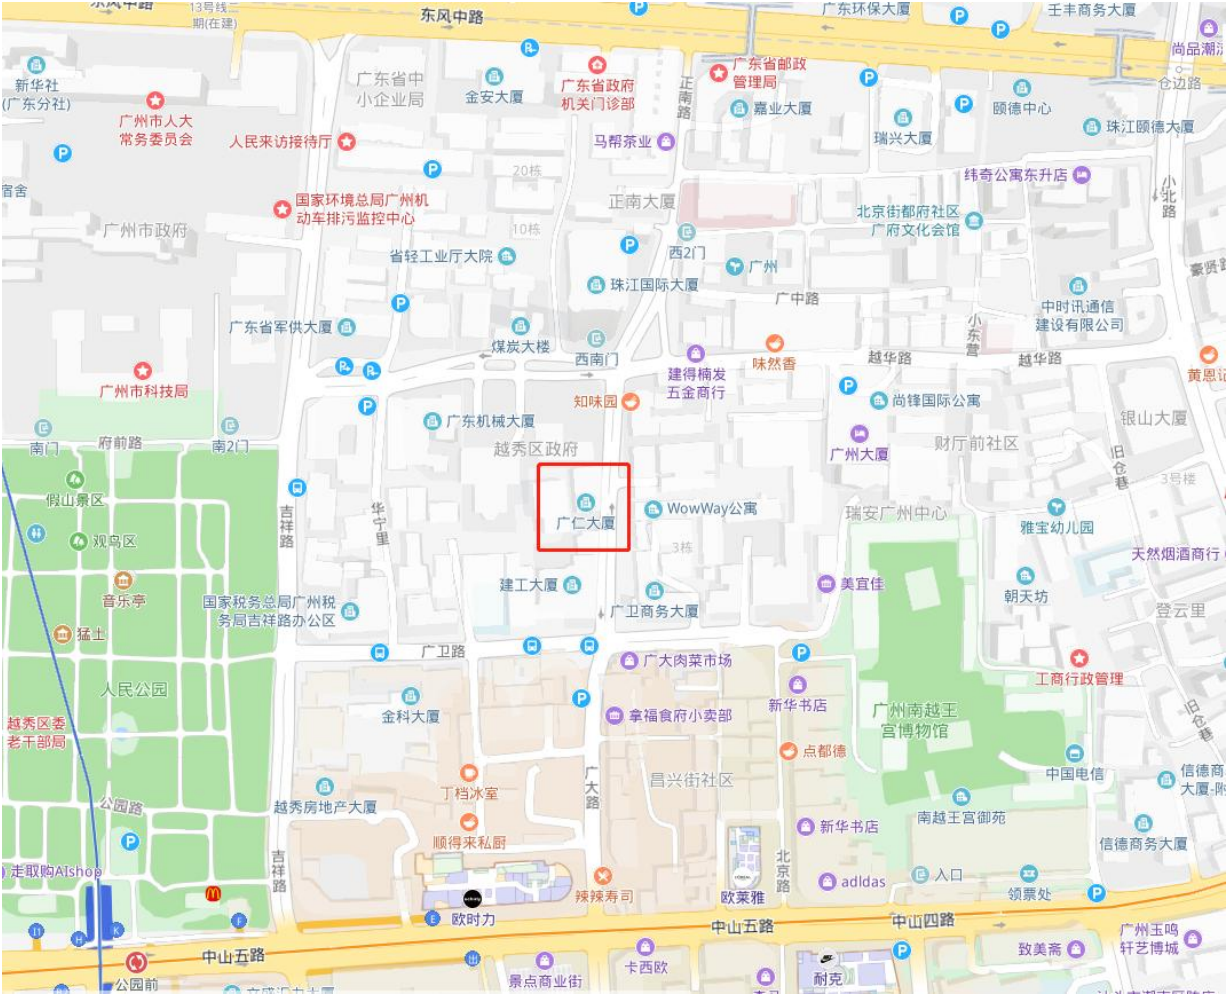 东风中路
13号线二
期(在建)
东风中路
广东环保大厦
壬丰商务大厦
尚品潮流
新华社
(广东分社)
广州市人大
常务委员会
人民来访接待厅
广东省中
小企业局
金安大厦
广东省政府
机关门诊部
正南路
广东省邮政
管理局
嘉业大厦
马帮茶业
瑞兴大厦
颐德中心
仓边路
珠江颐德大厦
宿舍
广州市政府
国家环境总局广州机
动车排污监控中心
20栋
10栋
正南大厦
纬奇公寓东升店
小北路
北京街都府社区
广府文化会馆
省轻工业厅大院
西2门
广州
珠江国际大厦
广中路
豪贤路
中时讯通信
建设有限公司
广东省军供大厦
煤炭大楼
西南门
小东营
越华路
越华路
味然香
建得楠发
五金商行
黄恩记
广州市科技局
知味园
尚锋国际公寓
银山大厦
广东机械大厦
越秀区政府
广州大厦
财厅前社区
旧仓巷
3号楼
南门
府前路
南2门
假山景区
吉祥路
华宁里
广仁大厦
WowWay公寓
3栋
瑞安广州中心
雅宝幼儿园
天然烟酒商行
观鸟区
音乐亭
猛士
国家税务总局广州税
务局吉祥路办公区
建工大厦
广卫商务大厦
美宜佳
朝天坊
登云里
广卫路
广大肉菜市场
工商行政管理
人民公园
越秀区委
老干部局
金科大厦
拿福食府小卖部
新华书店
广州南越王
宫博物馆
旧仓巷
点都德
中国电信
信德商
大厦-附
公园路
越秀房地产大厦
丁档冰室
顺得来私厨
广大路
昌兴街社区
新华书店
南越王宫御苑
信德商务大厦
走取购AIshop
吉祥路
欧时力
辣辣寿司
欧莱雅
北京路
adldas
入口
领票处
中山五路
中山五路
中山四路
公园前
景点商业街
卡西欧
耐克
致美斋
广州玉鸣
轩艺博城